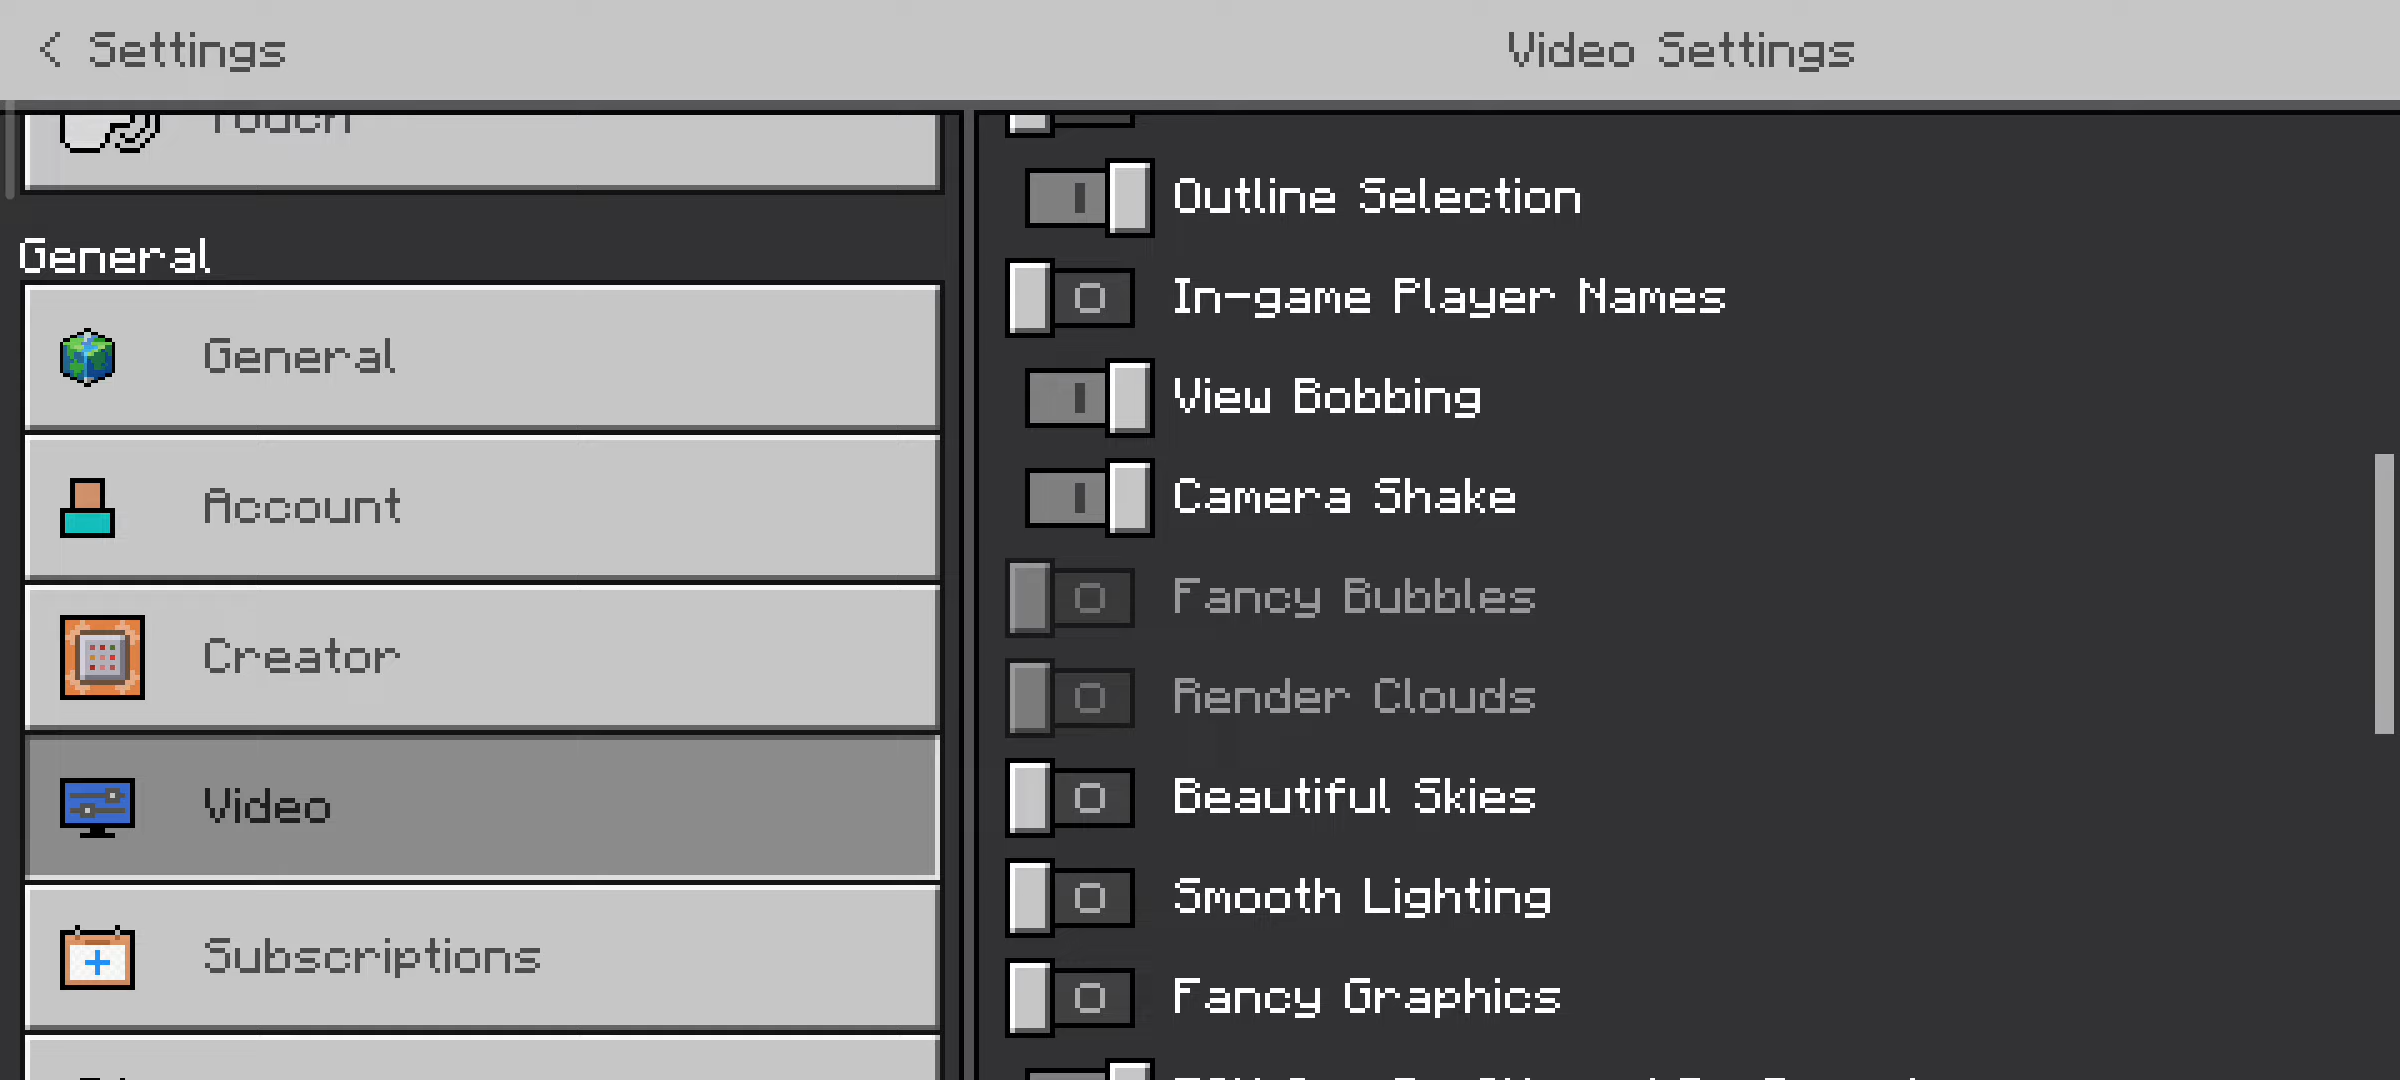 Settings
Video Settings
Touch
General
General
Account
Creator
Video
Subscriptions
Outline Selection
In-game Player Names
View Bobbing
Camera Shake
Fancy Bubbles
Render Clouds
Beautiful Skies
Smooth Lighting
Fancy Graphics